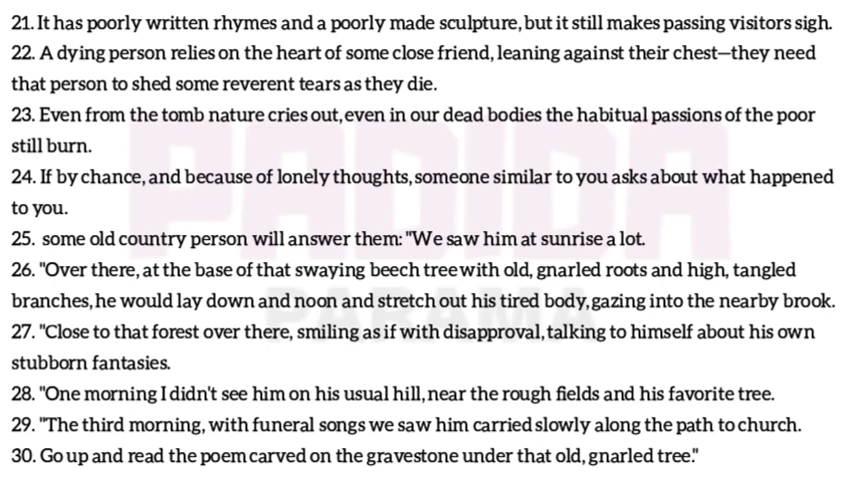 21. It has poorly written rhymes and a poorly made sculpture, but it still makes passing visitors sigh.
22. A dying person relies on the heart of some close friend, leaning against their chest—they need
that person to shed some reverent tears as they die.
23. Even from the tomb nature cries out, even in our dead bodies the habitual passions of the poor
still burn.
24. If by chance, and because of lonely thoughts, someone similar to you asks about what happened
to you.
25. some old country person will answer them: "We saw him at sunrise a lot.
26. "Over there, at the base of that swaying beech tree with old, gnarled roots and high, tangled
branches, he would lay down and noon and stretch out his tired body, gazing into the nearby brook.
27. "Close to that forest over there, smiling as if with disapproval, talking to himself about his own
stubborn fantasies.
28. "One morning I didn't see him on his usual hill, near the rough fields and his favorite tree.
29. "The third morning, with funeral songs we saw him carried slowly along the path to church.
30. Go up and read the poem carved on the gravestone under that old, gnarled tree."
PADIDA
PARAMA